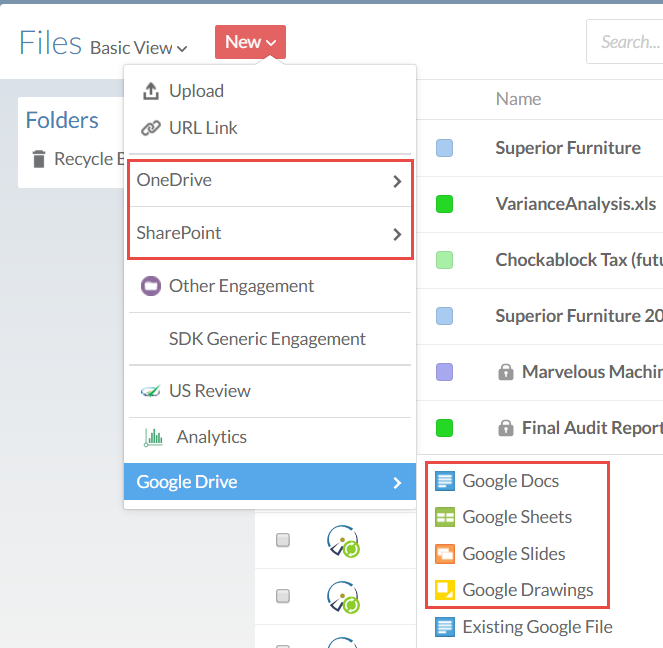 Files Basic View
New
Search...
Folders
Recycle B
Upload
URL Link
OneDrive
SharePoint
Other Engagement
SDK Generic Engagement
US Review
Analytics
Google Drive
Name
Superior Furniture
VarianceAnalysis.xls
Chockablock Tax (futu
Superior Furniture 20
Marvelous Machin
Final Audit Report
Google Docs
Google Sheets
Google Slides
Google Drawings
Existing Google File